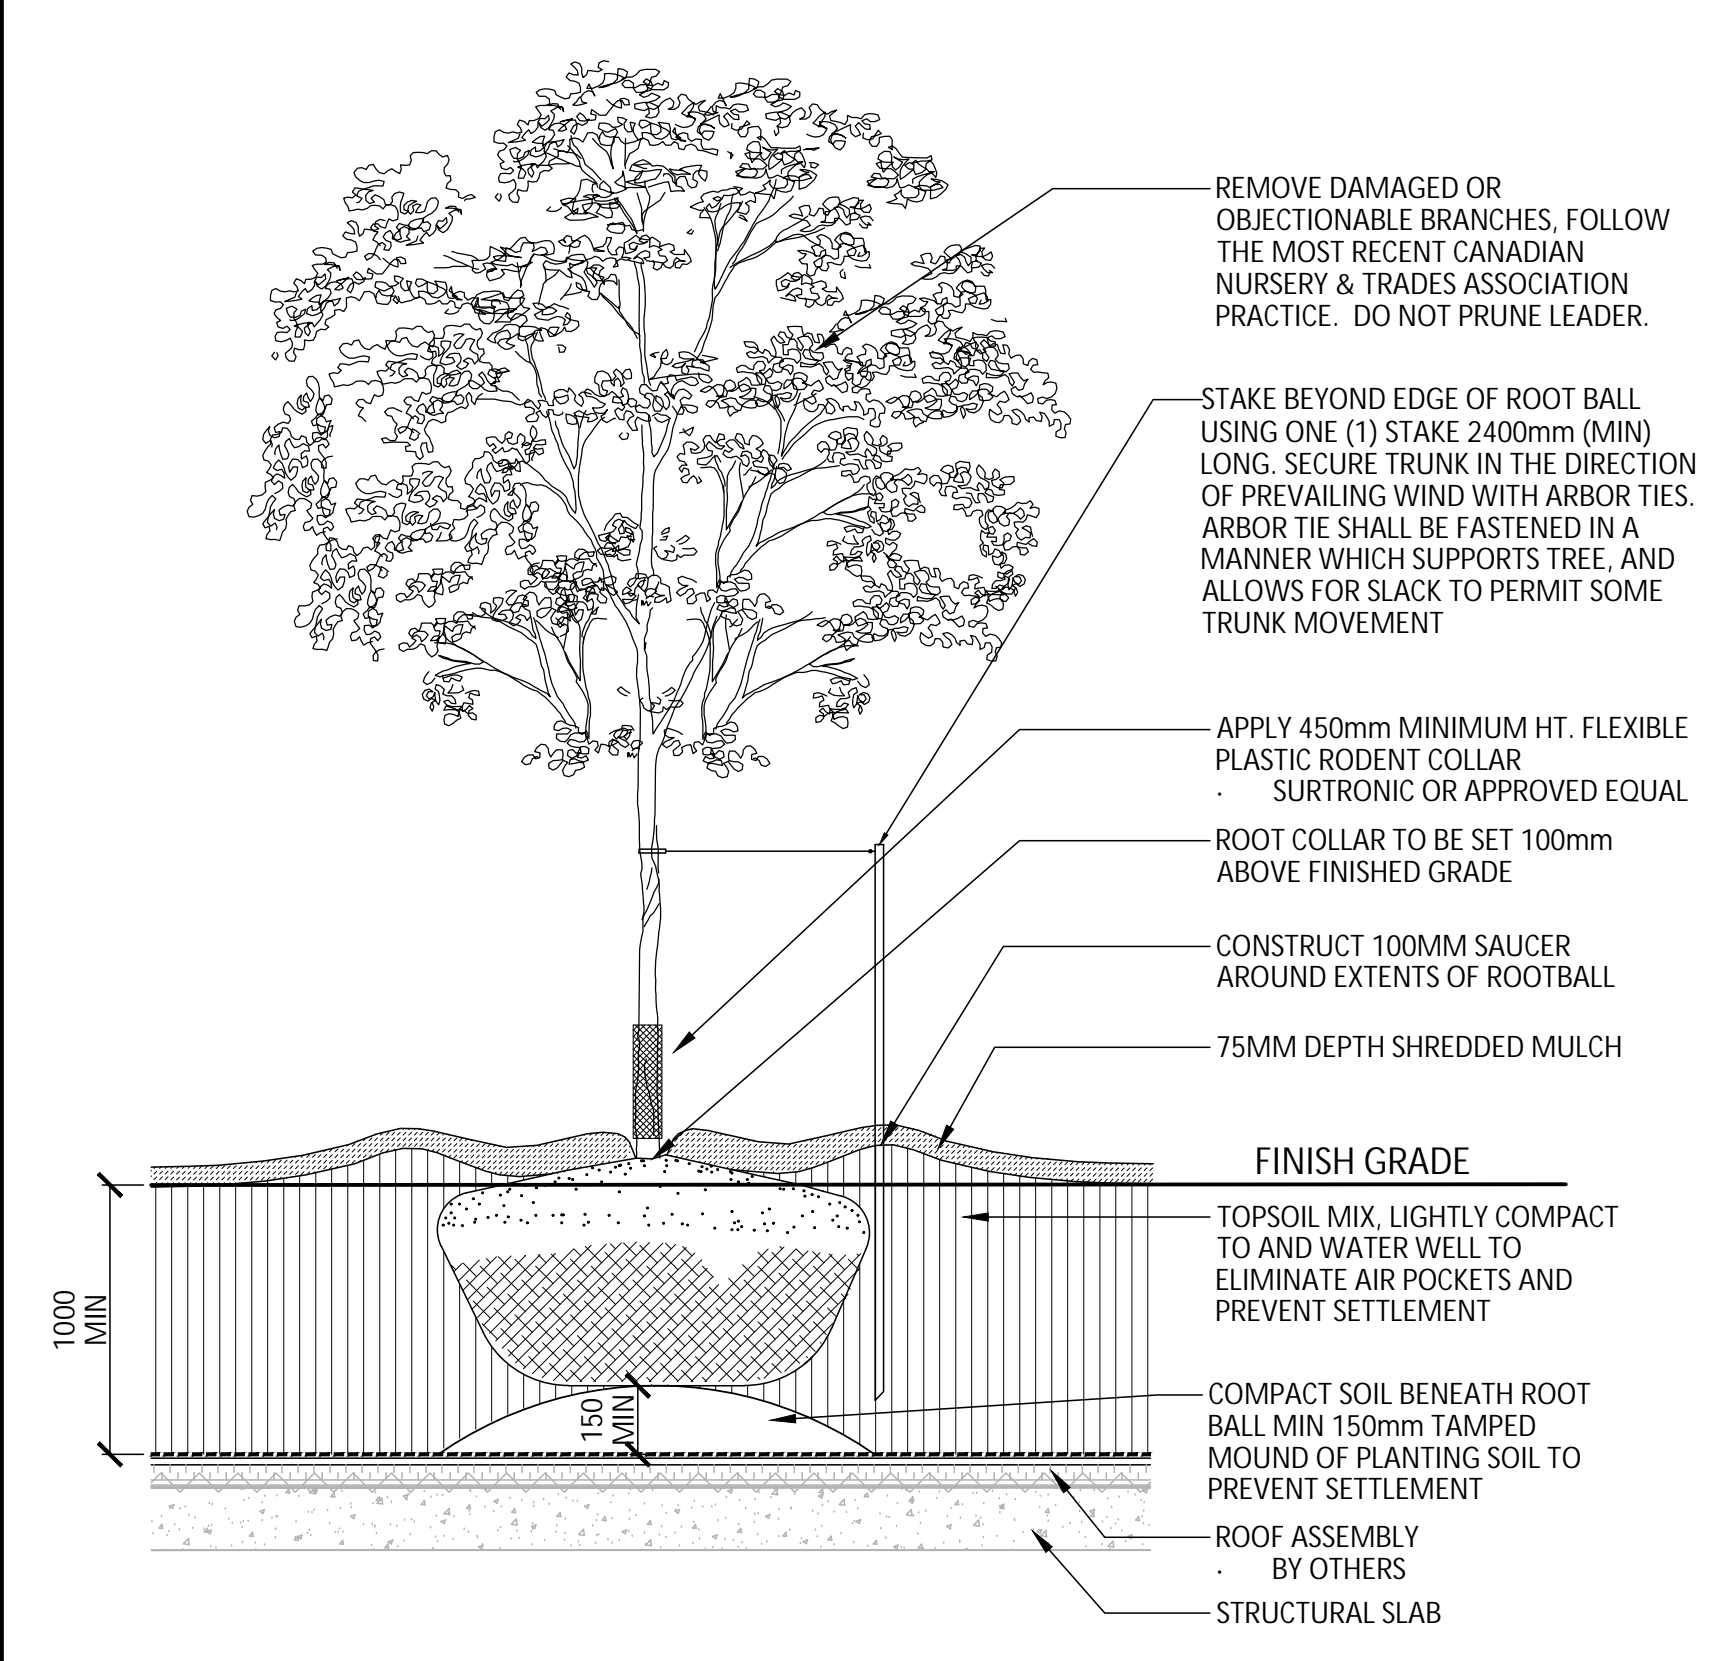 REMOVE DAMAGED OR
OBJECTIONABLE BRANCHES, FOLLOW
THE MOST RECENT CANADIAN
NURSERY & TRADES ASSOCIATION
PRACTICE.  DO NOT PRUNE LEADER.
STAKE BEYOND EDGE OF ROOT BALL
USING ONE (1) STAKE 2400mm (MIN)
LONG. SECURE TRUNK IN THE DIRECTION
OF PREVAILING WIND WITH ARBOR TIES.
ARBOR TIE SHALL BE FASTENED IN A
MANNER WHICH SUPPORTS TREE, AND
ALLOWS FOR SLACK TO PERMIT SOME
TRUNK MOVEMENT
APPLY 450mm MINIMUM HT. FLEXIBLE
PLASTIC RODENT COLLAR
· SURTRONIC OR APPROVED EQUAL
ROOT COLLAR TO BE SET 100mm
ABOVE FINISHED GRADE
CONSTRUCT 100MM SAUCER
AROUND EXTENTS OF ROOTBALL
75MM DEPTH SHREDDED MULCH
FINISH GRADE
TOPSOIL MIX, LIGHTLY COMPACT
TO AND WATER WELL TO
ELIMINATE AIR POCKETS AND
PREVENT SETTLEMENT
1000
MIN
150
MIN
COMPACT SOIL BENEATH ROOT
BALL MIN 150mm TAMPED
MOUND OF PLANTING SOIL TO
PREVENT SETTLEMENT
ROOF ASSEMBLY
· BY OTHERS
STRUCTURAL SLAB